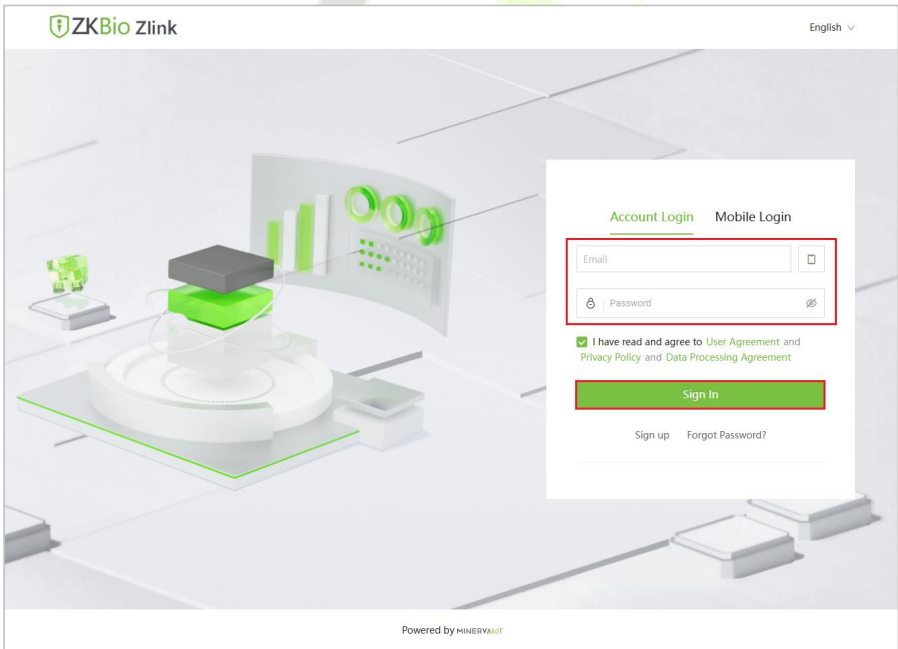 ZKBio Zlink
English
Account Login Mobile Login
Email
Password
I have read and agree to User Agreement and
Privacy Policy and Data Processing Agreement
Sign In
Sign up Forgot Password?
Powered by MINERVAIoT